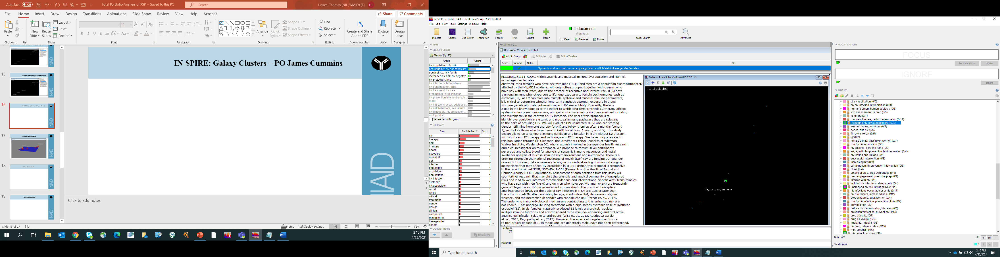 AutoSave Off
Total Portfolio Analysis of PSP - Saved to this PC
Search
Houze, Thomas (NIH/NIAID) [E]
HT
File Home Insert Draw Design Transitions Animations Slide Show Review View Help Acrobat
Share Comments
Paste
New Slide
Reuse Slides
Layout
Reset
Section
12
Arrange
Quick Styles
Shape Fill
Shape Outline
Shape Effects
Find
Replace
Select
Create and Share Adobe PDF
Dictate
Design Ideas
Clipboard Slides Font Paragraph Drawing Editing Adobe Acrobat Voice Designer
15
16
17
18
19
IN-SPIRE: Galaxy Clusters – PO James Cummins
NIAID
Click to add notes
Slide 16 of 27
Notes Display Settings
88%
2:10 PM
4/25/2021
IN-SPIRE 5 Update 9.4.1 - Local Files 25-Apr-2021 12:20:33
File Edit View Tools Settings Window Help
Projects Galaxy Doc Viewer ThemeView Facets Time Export More
1 document
of 130 total
Clear Reverse Focus
Quick Search
Advanced
TIME
GROUP FOLDER
Themes (1/130)
Group Count
hiv acquisition, hiv risk
acquiring hiv, hiv susceptibility
south africa, risk for hiv
increased hiv risk, hiv negative
hiv protection, nhp
hiv infections, hiv epidemic
hiv transmission, drug
hiv treatment, hiv care
prep uptake, prep initiation
hiv prevention interventions, h...
msm
hiv infections occur, adolesce...
hiv risk behaviors, sexual risk
hiv diagnosis, hiv prevention ...
mpt, product
% selected within group
SUMMARY
Term Contribution Docs
hiv 1
therapy 1
risk 1
immune 1
health 1
exposure 1
mucosal 1
sex 1
infection 1
population 1
acquisition 1
populations 1
hiv infection 1
systemic 1
hiv acquisition 1
rectal 1
levels 1
critical 1
treatment 1
gender 1
design 1
clinical 1
compared 1
microbiome 1
transgender 1
cohort
OUTLIER TERMS
Recalculate
Focus history...
Document Viewer: 1 selected
Add to Group Add Note Add to Timeline
Score Viewed Notes Title
Systemic and mucosal immune dysregulation and HIV risk in transgender females
RECORDKEY1111_ADDKEYTitle:Systemic and mucosal immune dysregulation and HIV risk
in transgender females
Abstract:Trans-females who have sex with men (TFSM) and men are a population disproportionately
affected by the HV/AIDS epidemic. Although often grouped together with cis-men who
have sex with men (MSM) due to the practice of receptive anal intercourse, TFSM have
a unique immune phenotype due to life-long exposure to female sex hormones such as
estradiol (E2). As E2 can modulate multiple systemic and mucosal immune parameters,
it is critical to determine whether long-term synthetic estrogen exposure in those
who are genetically male, adversely impact HIV susceptibility. Currently, there is
a gap in the knowledge as to the extent to which long-term synthetic E2 therapy affects
systemic immune responsiveness, and rectal mucosal immune microenvironment including
the microbiome, in the context of HIV infection. The goal of this proposal is to
identify dysregulation in systemic and mucosal immune pathways that are relevant
to the risks of acquiring HIV. We will evaluate HIV uninfected TFSM who are starting
gender- affirming hormone therapy (GAHT) and follow them up after 3 months (cohort
1), as well as those who have been on GAHT for at least 1 year (cohort 2). This study
design allows us to compare immune condition and function in TFSM without E2 therapy,
with short-term E2 therapy and with long-term E2 therapy. We have unique access to
this population through Dr. Goldstein, the Director of Clinical Research at Whitman
Walker Institute, Washington DC, who is actively involved in transgender health research
and a co-investigator on this proposal. We propose to recruit 30-40 participants
per group and collect blood for analysis of systemic immune responses and rectal
swabs for analysis of mucosal immune microenvironment and microbiome. There is a
growing interest in the National Institutes of Health (NIH) toward funding transgender
research. However, data is severely lacking in our understanding of immuno-biological
mechanisms that may affect HIV acquisition in TFSM. Further, this proposal is responsive
to the recently issued NOSI, NOT-MD-19-001 (Research on the Health of Sexual and
Gender Minority (SGM) Populations). Assessment of data obtained from this study will
spur further research that may alert the scientific and medical community of unexplored
risks and lead to well-informed recommendations and interventions. Specific Aims:Trans-females
who have sex with men (TFSM) and cis-men who have sex with men (MSM) are frequently
grouped together in HIV risk assessment studies due to the practice of receptive
anal intercourse (RAI). Yet the odds of HIV infection in TFSM are 2.2x greater than
the odds for cis-MSM after controlling for age, condomless RAI, depression, stigma,
violence, and the interaction of gender with condomless RAI (Poteat et. al., 2017).
The underlying immuno-biological mechanisms contributing to this enhanced risk are
not known. TFSM undergo life-long treatment with a high steady systemic dose of synthetic
estradiol (E2). In cis-females, naturally produced E2 levels are cyclical, regulate
multiple immune functions and are considered to be immune- enhancing and protective
against HIV infection relative to androgens (Wira et. al., 2015, Rodriguez-Garcia
et. al., 2013, Ragupathy et. al., 2013). However, the effects of long-term exposure
to non-cyclical dosage of E2 in those who are genetically male, have not been determined.
Highlights (0)
Markings
Galaxy - Local Files 25-Apr-2021 12:20:33
1 total selected
hiv, mucosal, immune
FOCUS & IGNORE
FOCUS
Clear Focus Focus
IGNORE
Ignore
GROUPS
ct, siv replication (0/5)
siv hiv infection, hiv inhibition (0/3)
human semen, human subjects (0/3)
vivo assessment, la prep (0/3)
la, dmpa (0/7)
mucosal tissues, rectal transmission (0/14)
acquiring hiv, hiv susceptibility (1/30)
sex hormones, estrogen (0/3)
genes, anti hiv (0/5)
film, vivo toxicity (0/5)
fgt (0/2)
female genital tract, hiv in women (0/7)
risk for hiv acquisition (0/3)
hiv patients, persons living (0/3)
engaged in hiv prevention, hiv intervention (0/4)
hiv testing and linkage (0/5)
successful intervention (0/3)
increasing hiv (0/3)
combination hiv prevention intervention (0/3)
china (0/4)
uptake of prep, prep awareness (0/4)
prep engagement, prescribe prep (0/4)
infected with hiv (0/3)
incident hiv infections, deep south (0/4)
increased hiv risk, hiv negative (1/11)
hiv infections occur, adolescents (0/17)
hiv risk factors, increased risk (0/12)
sexual trauma, adult women (0/4)
risk for hiv infection, prevention of hiv (0/7)
elevated risk (0/2)
reduce hiv transmission, hiv rates (0/5)
prevent hiv infection, prevent hiv (0/14)
prep trials, ftc (0/7)
drug pk, vivo pk (0/3)
implants, implant (0/8)
hiv prep, release rates (0/15)
mpt, product (0/16)
hiv protection, nhp (1/10)
Total Docs 30 + Sel -
Overlapping 0 + Sel -
Type here to search
2:10 PM
4/25/2021